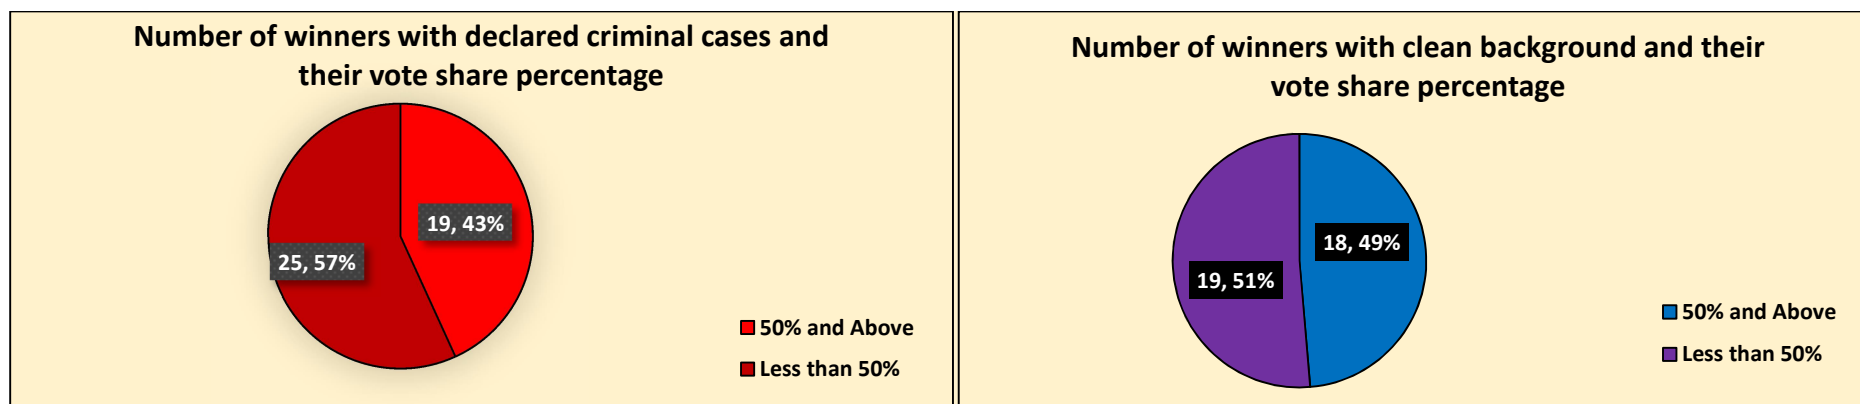 Number of winners with declared criminal cases and
their vote share percentage
19, 43%
25, 57%
50% and Above
Less than 50%
Number of winners with clean background and their
vote share percentage
18, 49%
19, 51%
50% and Above
Less than 50%